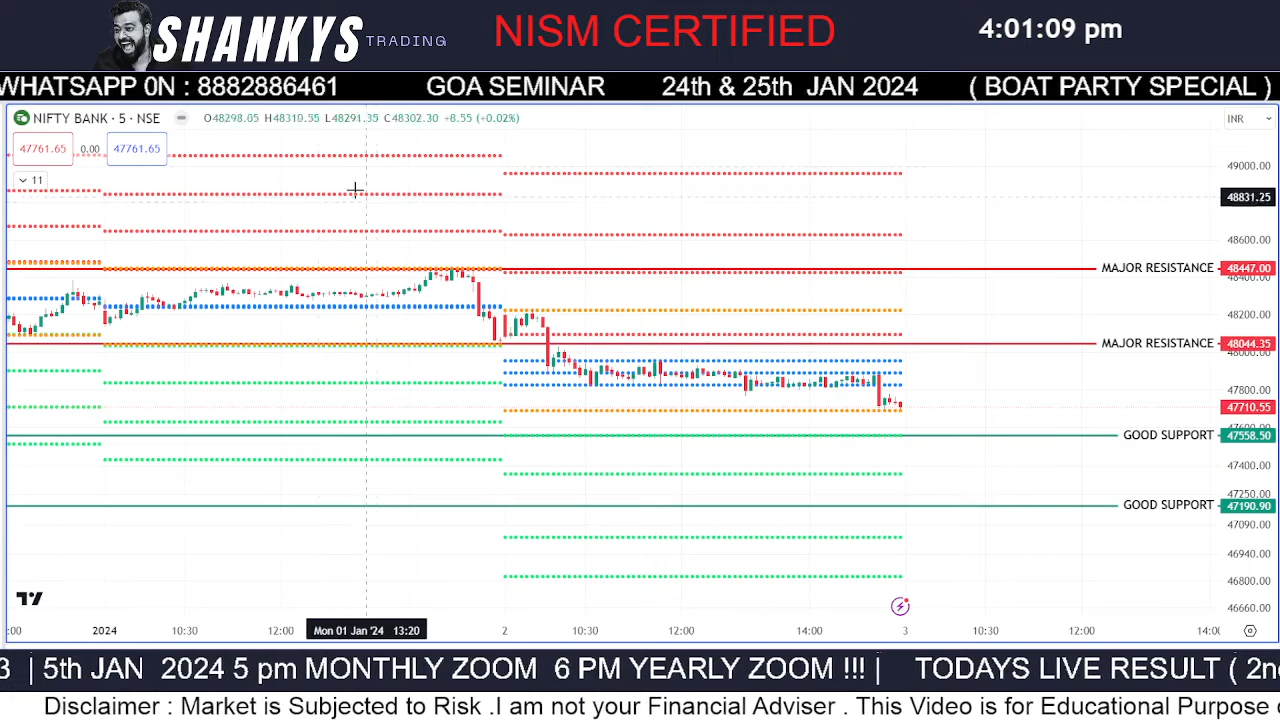 SHANKYS TRADING
NISM CERTIFIED
4:01:09 pm
WHATSAPP 0N : 8882886461 GOA SEMINAR 24th & 25th JAN 2024 ( BOAT PARTY SPECIAL )
NIFTY BANK · 5 · NSE O48298.05 H48310.55 L48291.35 C48302.30 +8.55 (+0.02%)
INR
47761.65 0.00 47761.65
11
49000.00
48831.25
48600.00
MAJOR RESISTANCE 48447.00
48400.00
48200.00
MAJOR RESISTANCE 48044.35
48000.00
47800.00
47710.55
GOOD SUPPORT 47558.50
47400.00
47250.00
GOOD SUPPORT 47190.90
47090.00
46940.00
46800.00
46660.00
:00 2024 10:30 12:00 Mon 01 Jan '24 13:20 2 10:30 12:00 14:00 3 10:30 12:00 14:00
3 | 5th JAN 2024 5 pm MONTHLY ZOOM 6 PM YEARLY ZOOM !!! | TODAYS LIVE RESULT ( 2nd
Disclaimer : Market is Subjected to Risk .I am not your Financial Adviser . This Video is for Educational Purpose